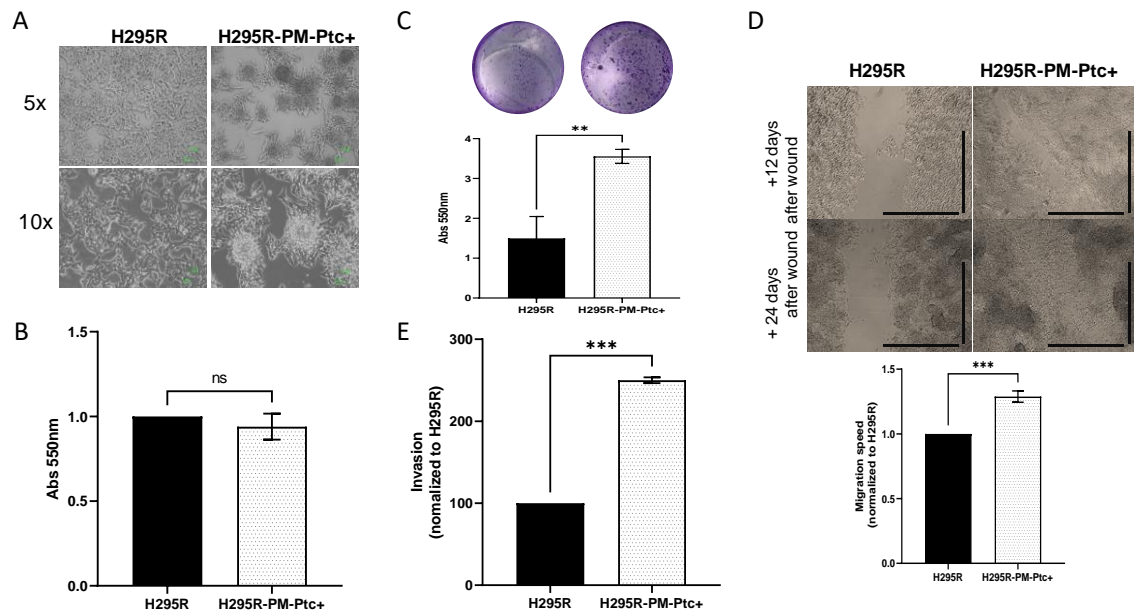 A
H295R
H295R-PM-Ptc+
5x
10x
B
Abs 550nm
1.5
1.0
0.5
0.0
ns
H295R
H295R-PM-Ptc+
C
Abs 550nm
4
3
2
1
0
**
H295R
H295R-PM-Ptc+
E
Invasion
(nomalized to H295R)
300
200
100
0
***
H295R
H295R-PM-Ptc+
D
H295R
H295R-PM-Ptc+
+12 days
after wound
+ 24 days
after wound
Migration speed
(normalized to H295R)
1.5
1.0
0.5
0.0
***
H295R
H295R-PM-Ptc+